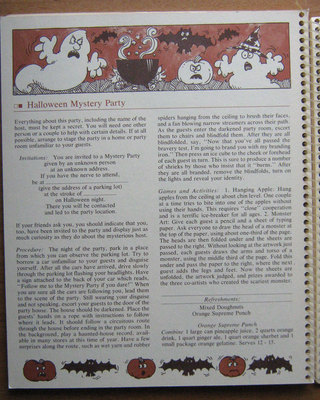 Halloween Mystery Party
Everything about this party, including the name of the
host, must be kept secret. You will need one other
person or a couple to help with certain details. If at all
possible, arrange to stage the party in a home or party
room unfamiliar to your guests.
Invitations: You are invited to a Mystery Party
given by an unknown person
at an unknown address.
If you have the nerve to attend,
be at
(give the address of a parking lot)
at the stroke of
on Halloween night.
There you will be contacted
and led to the party location.
If your friends ask you, you should indicate that you,
too, have been invited to the party and display just as
much curiosity as they do about the mysterious host.
Procedure: The night of the party, park in a place
from which you can observe the parking lot. Try to
borrow a car unfamiliar to your guests and disguise
yourself. After all the cars have arrived, drive slowly
through the parking lot flashing your headlights. Have
a sign attached to the back of your car which reads,
"Follow me to the Mystery Party if you dare!" When
you are sure all the cars are following you, lead them
to the scene of the party. Still wearing your disguise
and not speaking, escort your guests to the door of the
party house. The house should be darkened. Place the
guests' hands on a rope with instructions to follow
where it leads. It should follow a circuitous route
through the house before ending in the party room. In
the background, play a haunted-house record, avail-
able in many stores at this time of year. Have a few
surprises along the route, such as wet yarn and rubber
spiders hanging from the ceiling to brush their faces,
and a fan blowing narrow streamers across their path.
As the guests enter the darkened party room, escort
them to chairs and blindfold them. After they are all
blindfolded, say, "Now that you've all passed the
bravery test, I'm going to brand you with my branding
iron." Then press an ice cube to the cheek or forehead
of each guest in turn. This is sure to produce a number
of shrieks by those who insist that it "burns." After
they are all branded, remove the blindfolds, turn on
the lights and reveal your identity.
Games and Activities: 1. Hanging Apple: Hang
apples from the ceiling at about chin level. One couple
at a time tries to bite into one of the apples without
using their hands. This requires "close" cooperation
and is a terrific ice-breaker for all ages. 2. Monster
Art: Give each guest a pencil and a sheet of typing
paper. Ask everyone to draw the head of a monster at
the top of the paper, using about one-third of the page.
The heads are then folded under and the sheets are
passed to the right. Without looking at the artwork just
passed, each guest draws the arms and torso of a
monster, using the middle third of the page. Fold this
under and pass the paper to the right, where the next
guest adds the legs and feet. Now the sheets are
unfolded, the artwork judged, and prizes awarded to
the three co-artists who created the scariest monster.
Refreshments:
Mixed Doughnuts
Orange Supreme Punch
Orange Supreme Punch
Combine 1 large can pineapple juice, 2 quarts orange
drink, 1 quart ginger ale, 1 quart orange sherbet and 1
small package orange gelatine. Serves 12 - 15.